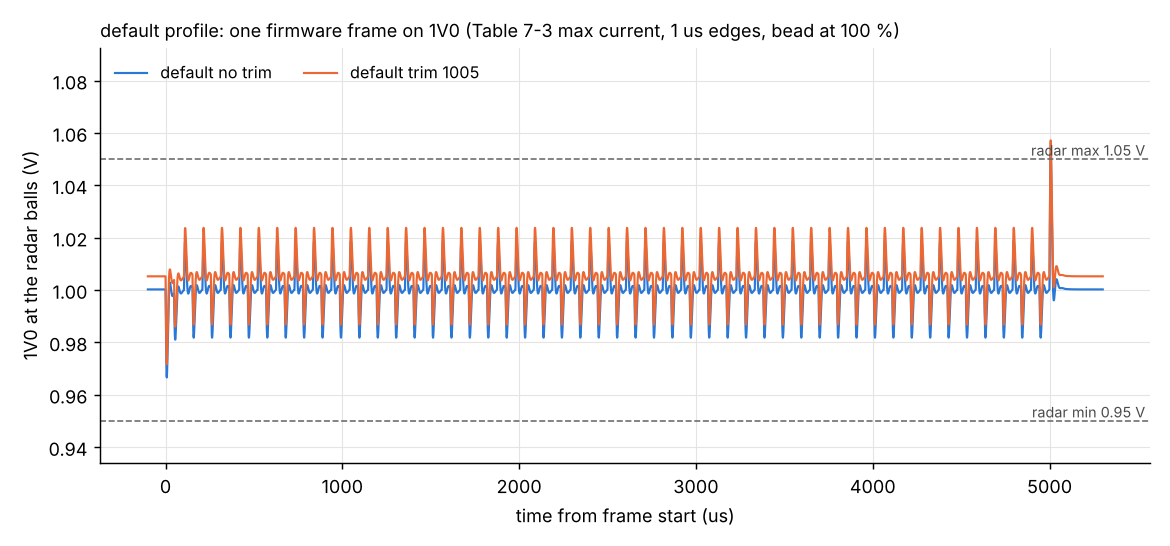 default profile: one firmware frame on 1V0 (Table 7-3 max current, 1 us edges, bead at 100 %)
default no trim
default trim 1005
1.08
1.06
1.04
1.02
1.00
0.98
0.96
0.94
1V0 at the radar balls (V)
radar max 1.05 V
radar min 0.95 V
0
1000
2000
3000
4000
5000
time from frame start (us)